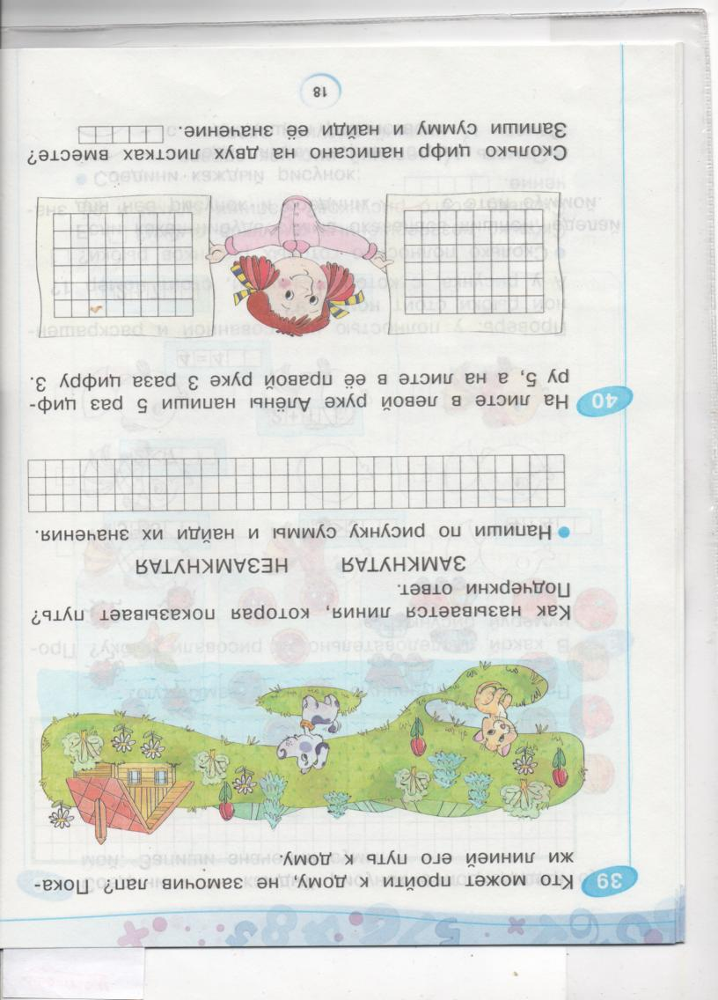 39
Кто может пройти к дому, не замочив лап? Пока-
жи линией его путь к дому.
Как называется линия, которая показывает путь?
Подчеркни ответ.
ЗАМКНУТАЯ НЕЗАМКНУТАЯ
• Напиши по рисунку суммы и найди их значения.
40
На листе в левой руке Алёны напиши 5 раз циф-
ру 5, а на листе в её правой руке 3 раза цифру 3.
Сколько цифр написано на двух листках вместе?
Запиши сумму и найди её значение.
18